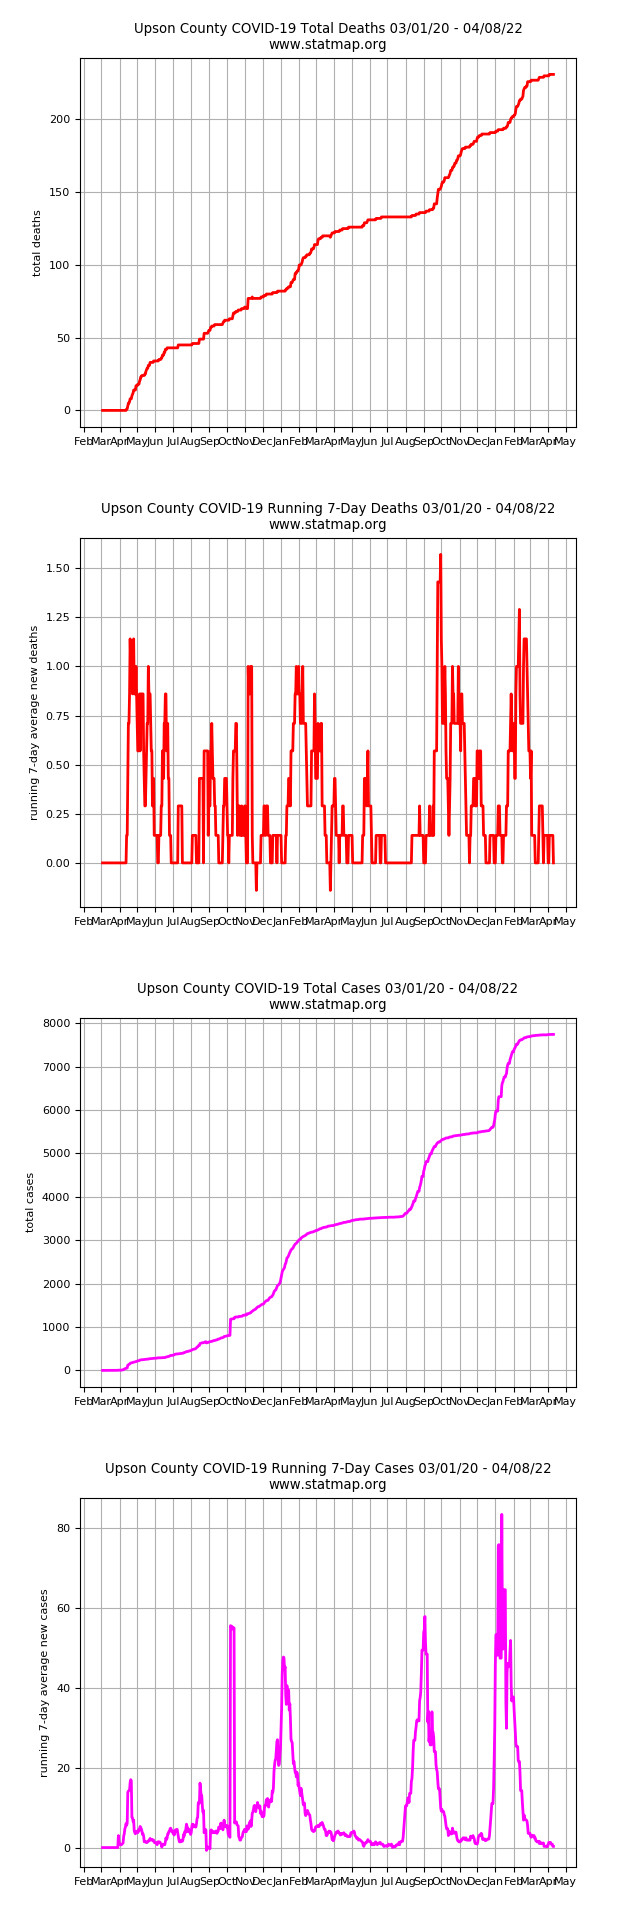 Upson County COVID-19 Total Deaths 03/01/20 - 04/08/22
www.statmap.org
200
150
100
50
0
total deaths
Feb Mar Apr May Jun Jul Aug Sep Oct Nov Dec Jan Feb Mar Apr May Jun Jul Aug Sep Oct Nov Dec Jan Feb Mar Apr May
Upson County COVID-19 Running 7-Day Deaths 03/01/20 - 04/08/22
www.statmap.org
1.50
1.25
1.00
0.75
0.50
0.25
0.00
running 7-day average new deaths
Feb Mar Apr May Jun Jul Aug Sep Oct Nov Dec Jan Feb Mar Apr May Jun Jul Aug Sep Oct Nov Dec Jan Feb Mar Apr May
Upson County COVID-19 Total Cases 03/01/20 - 04/08/22
www.statmap.org
8000
7000
6000
5000
4000
3000
2000
1000
0
total cases
Feb Mar Apr May Jun Jul Aug Sep Oct Nov Dec Jan Feb Mar Apr May Jun Jul Aug Sep Oct Nov Dec Jan Feb Mar Apr May
Upson County COVID-19 Running 7-Day Cases 03/01/20 - 04/08/22
www.statmap.org
80
60
40
20
0
running 7-day average new cases
Feb Mar Apr May Jun Jul Aug Sep Oct Nov Dec Jan Feb Mar Apr May Jun Jul Aug Sep Oct Nov Dec Jan Feb Mar Apr May